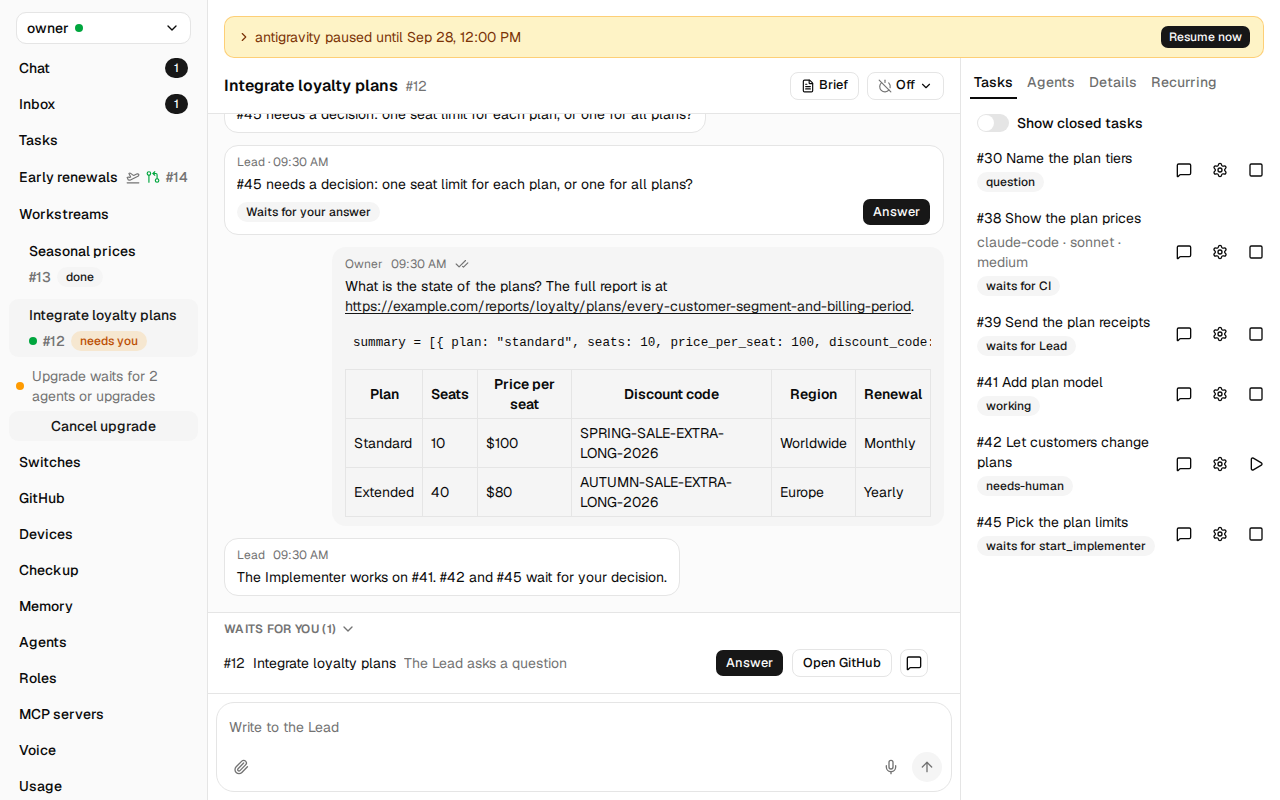 owner
Chat 1
Inbox 1
Tasks
Early renewals #14
Workstreams
Seasonal prices
#13 done
Integrate loyalty plans
#12 needs you
Upgrade waits for 2
agents or upgrades
Cancel upgrade
Switches
GitHub
Devices
Checkup
Memory
Agents
Roles
MCP servers
Voice
Usage
antigravity paused until Sep 28, 12:00 PM
Resume now
Integrate loyalty plans #12
Brief
Off
#45 needs a decision: one seat limit for each plan, or one for all plans?
Lead · 09:30 AM
#45 needs a decision: one seat limit for each plan, or one for all plans?
Waits for your answer
Answer
Owner 09:30 AM
What is the state of the plans? The full report is at
https://example.com/reports/loyalty/plans/every-customer-segment-and-billing-period.
summary = [{ plan: "standard", seats: 10, price_per_seat: 100, discount_code:
Plan Seats Price per seat Discount code Region Renewal
Standard 10 $100 SPRING-SALE-EXTRA-LONG-2026 Worldwide Monthly
Extended 40 $80 AUTUMN-SALE-EXTRA-LONG-2026 Europe Yearly
Lead 09:30 AM
The Implementer works on #41. #42 and #45 wait for your decision.
WAITS FOR YOU (1)
#12 Integrate loyalty plans The Lead asks a question
Answer
Open GitHub
Write to the Lead
Tasks Agents Details Recurring
Show closed tasks
#30 Name the plan tiers
question
#38 Show the plan prices
claude-code · sonnet ·
medium
waits for CI
#39 Send the plan receipts
waits for Lead
#41 Add plan model
working
#42 Let customers change
plans
needs-human
#45 Pick the plan limits
waits for start_implementer